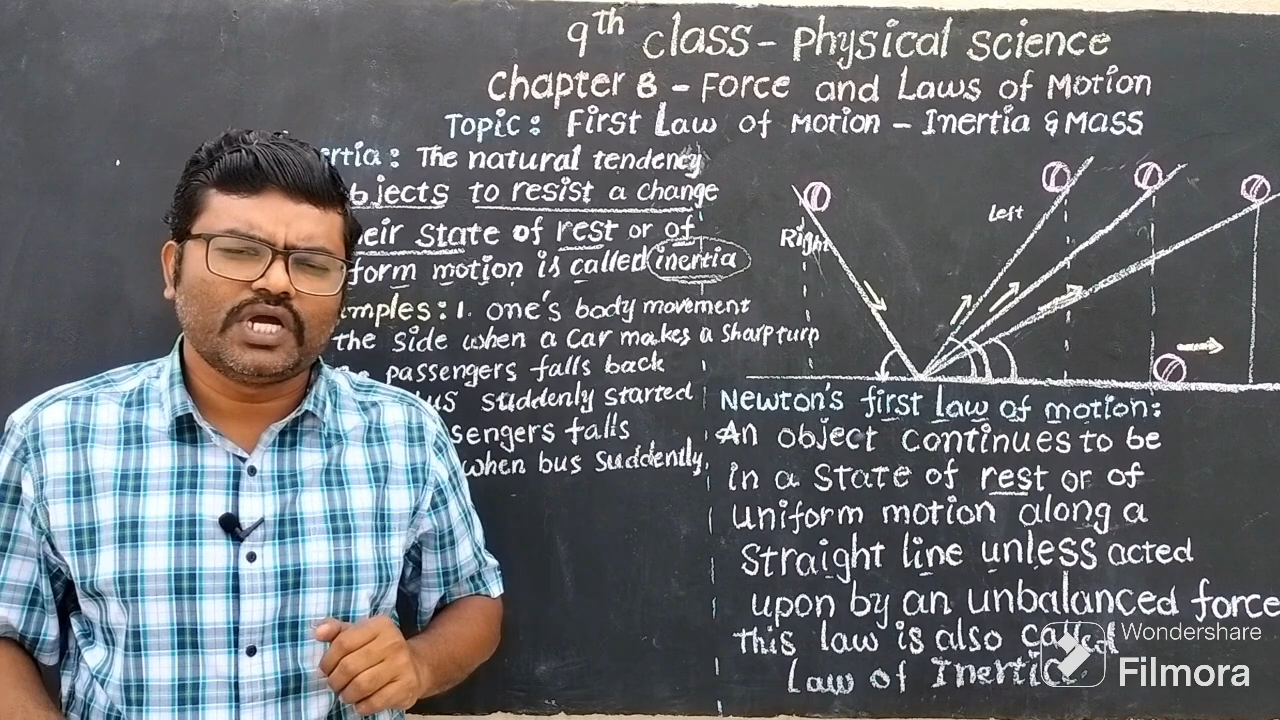 9th class - Physical science
Chapter 8 - Force and Laws of Motion
Topic: First Law of Motion - Inertia & Mass
rtia: The natural tendency
bjects to resist a change
heir state of rest or of
form motion is called inertia
mples: 1. one's body movement
the side when a car makes a sharp turn
passengers falls back
bus suddenly started
sengers falls
when bus suddenly.
Right
Left
Newton's first law of motion:
An object continues to be
in a state of rest or of
uniform motion along a
straight line unless acted
upon by an unbalanced force
This law is also called
Law of Inertia.
Wondershare
Filmora